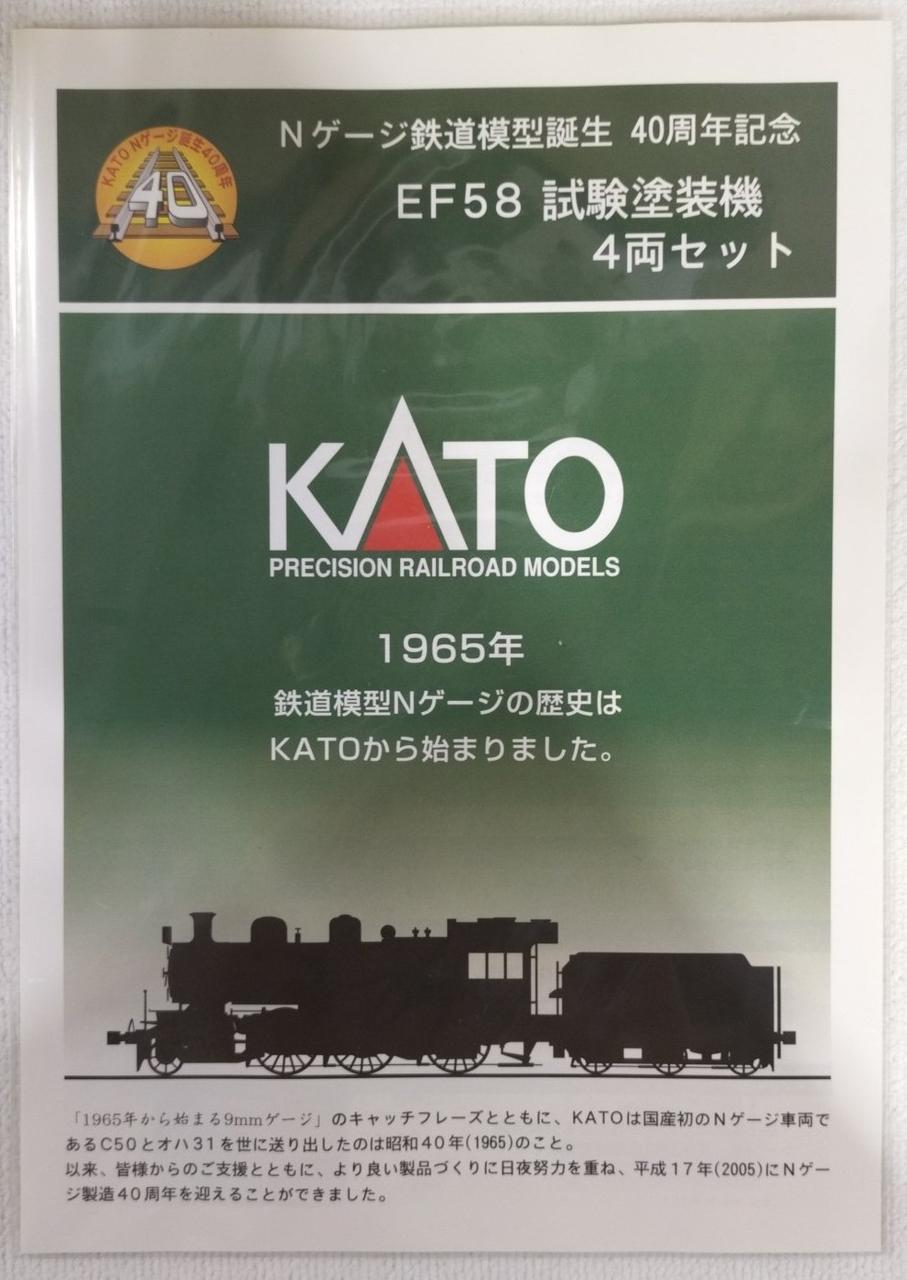 KATO Nゲージ誕生40周年
40
Nゲージ鉄道模型誕生 40周年記念
EF58 試験塗装機
4両セット
KATO
PRECISION RAILROAD MODELS
1965年
鉄道模型Nゲージの歴史は
KATOから始まりました。
「1965年から始まる9mmゲージ」のキャッチフレーズとともに、KATOは国産初のNゲージ車両で
あるC50とオハ31を世に送り出したのは昭和40年(1965)のこと。
以来、皆様からのご支援とともに、より良い製品づくりに日夜努力を重ね、平成17年(2005)にNゲー
ジ製造40周年を迎えることができました。